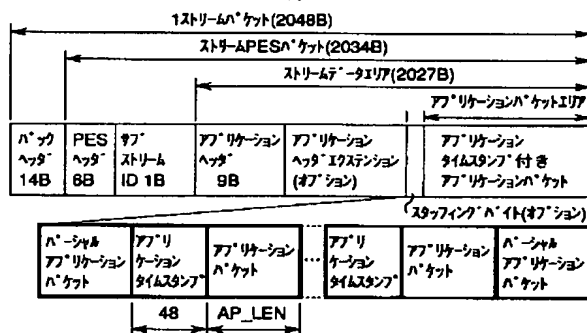 1ストリームパケット(2048B)
ストリームPESパケット(2034B)
ストリームデータエリア(2027B)
アプリケーションパケットエリア
パック
ヘッダ
14B
PES
ヘッダ
6B
サブ
ストリーム
ID 1B
アプリケーション
ヘッダ
9B
アプリケーション
ヘッダエクステンション
(オプション)
アプリケーション
タイムスタンプ付き
アプリケーションパケット
スタッフィングバイト(オプション)
パーシャル
アプリケーション
パケット
アプリ
ケーション
タイムスタンプ
アプリケーション
パケット
アプリ
ケーション
タイムスタンプ
アプリケーション
パケット
パーシャル
アプリケーション
パケット
48
AP_LEN